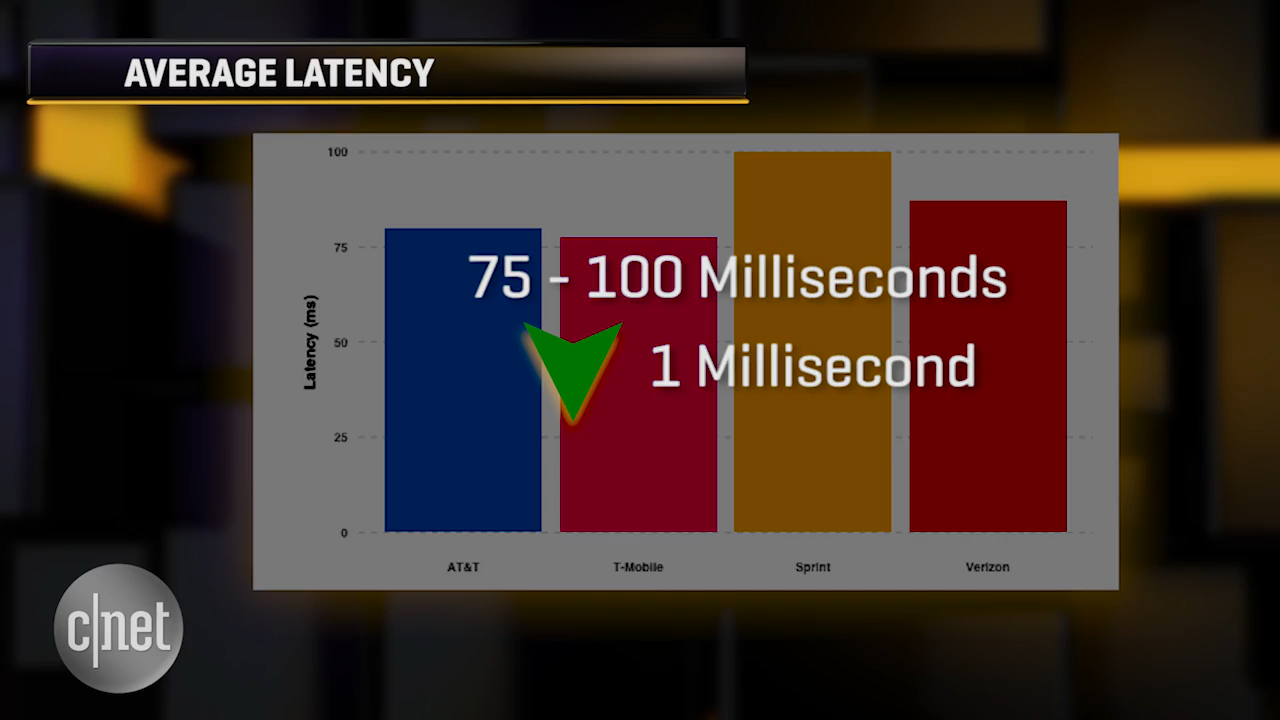 AVERAGE LATENCY
100
75
50
25
0
Latency (ms)
75 - 100 Milliseconds
1 Millisecond
AT&T
T-Mobile
Sprint
Verizon
c|net